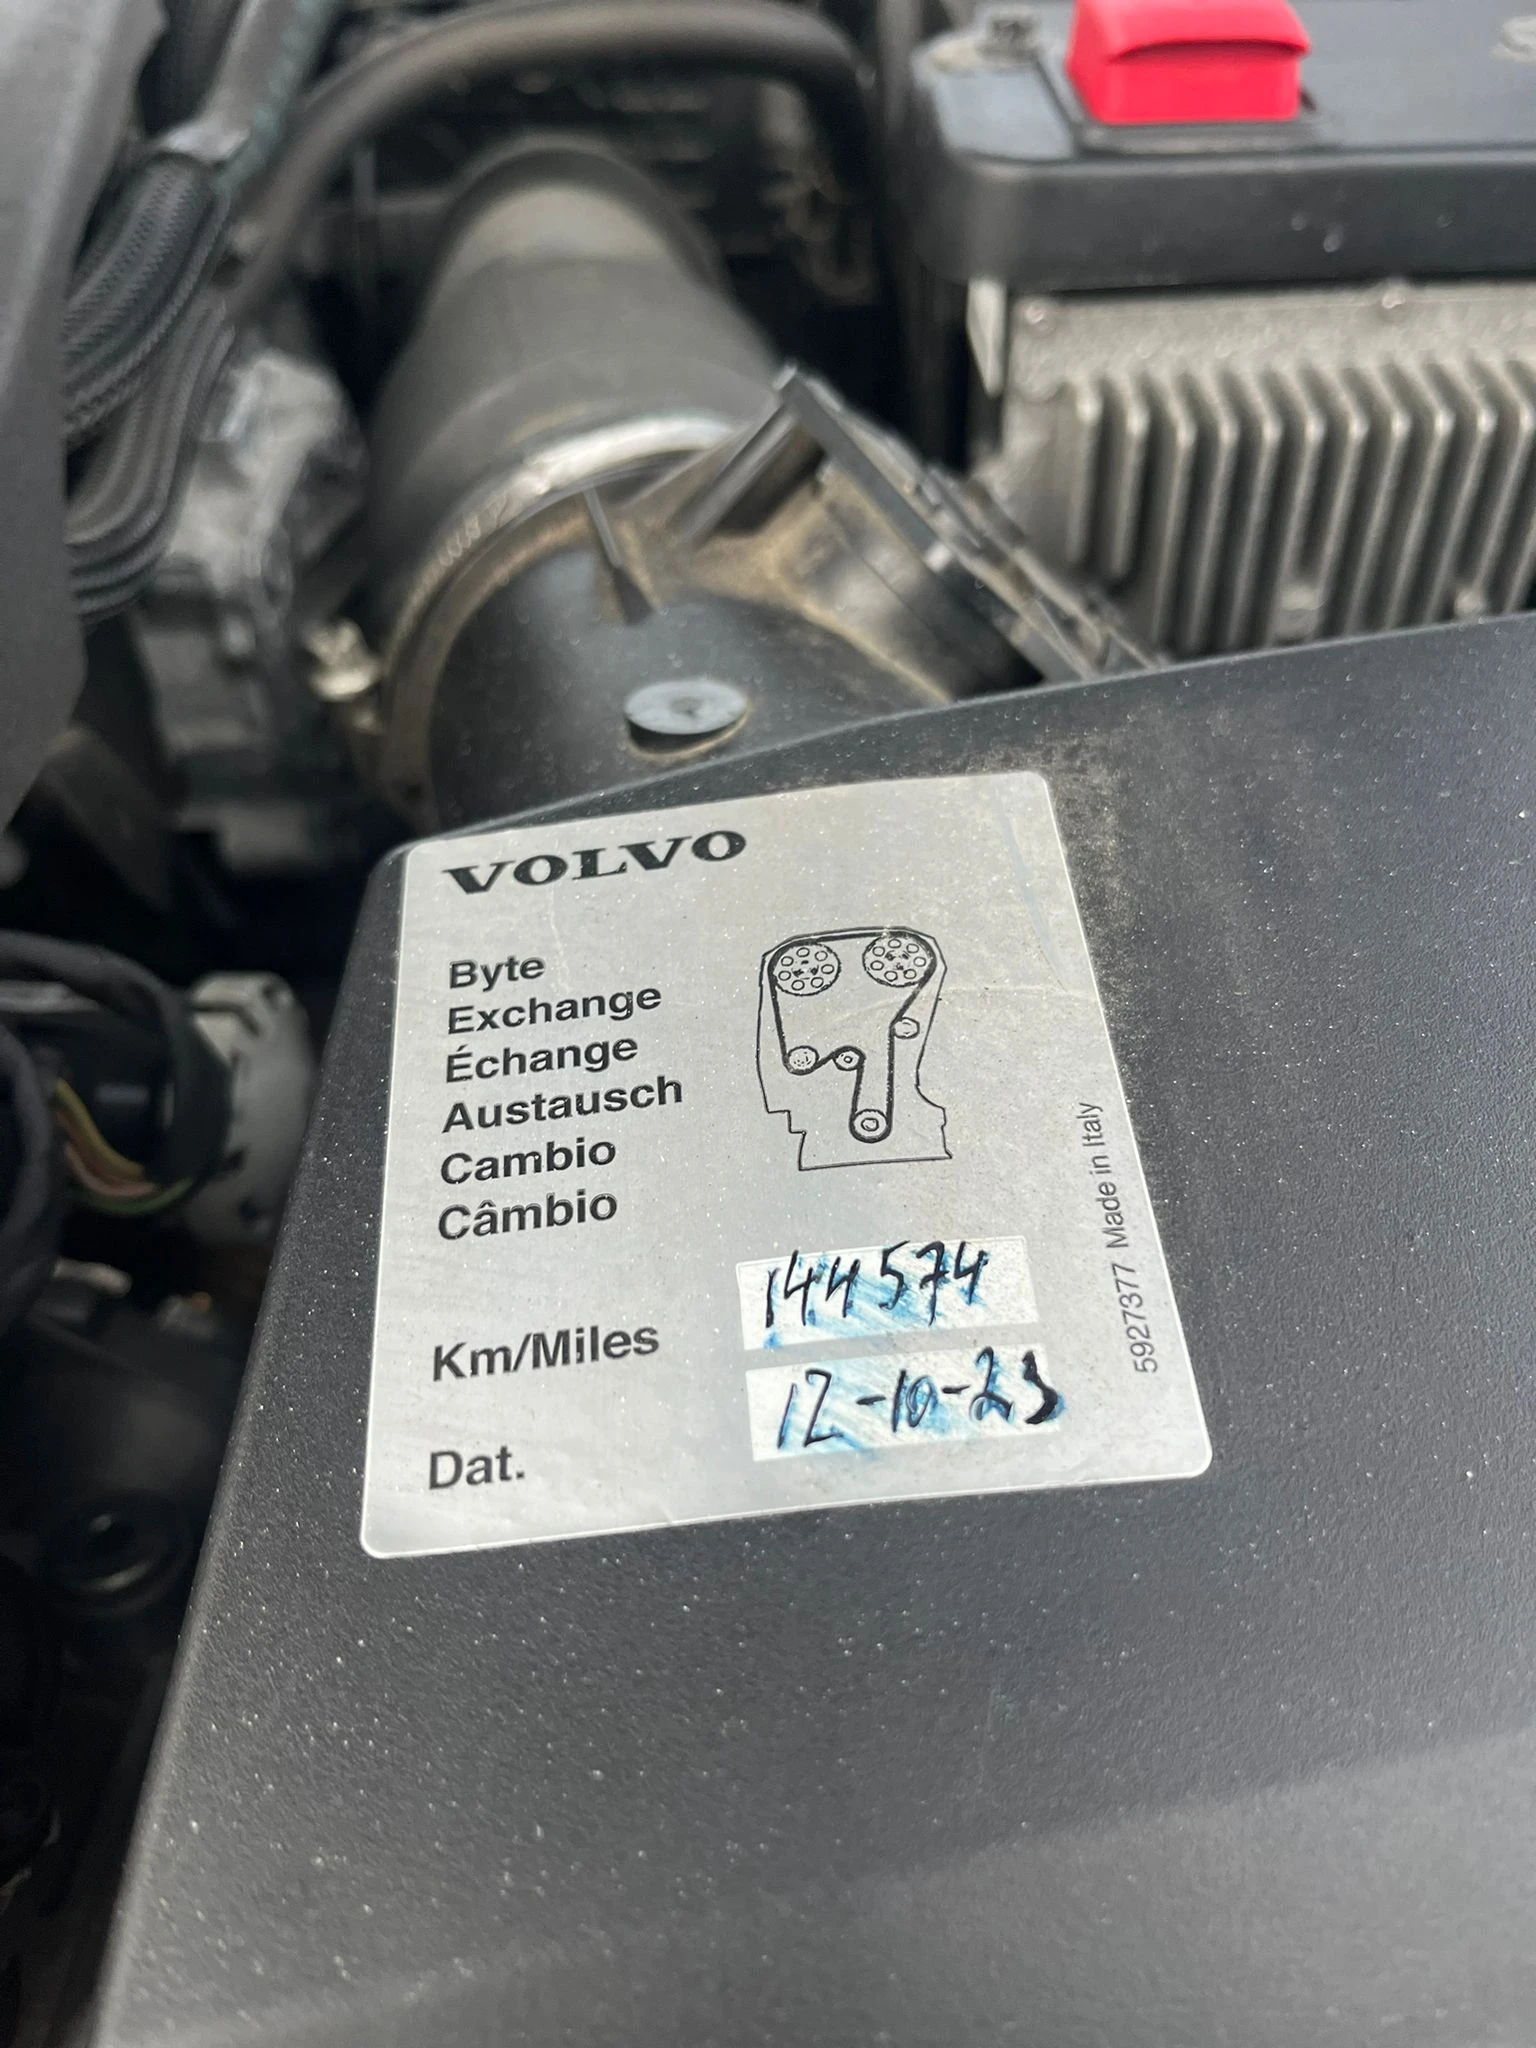 VOLVO
Byte
Exchange
Échange
Austausch
Cambio
Câmbio
Km/Miles 144574
Dat. 12-10-23
5927377 Made in Italy